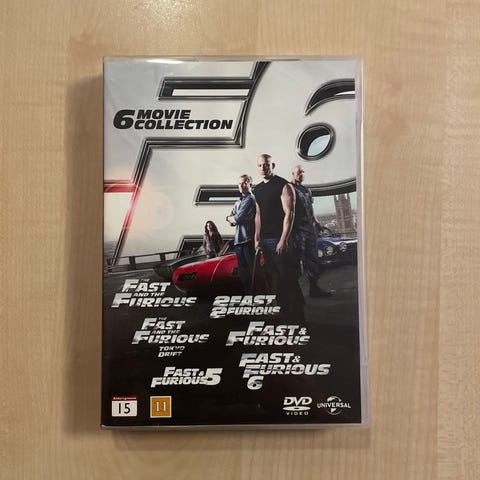 6 MOVIE
COLLECTION
THE
FAST
AND THE
FURIOUS
2 FAST
2 FURIOUS
THE
FAST
AND THE
FURIOUS
TOKYO
DRIFT
FAST &
FURIOUS
FAST &
FURIOUS 5
FAST &
FURIOUS
6
Aldersgrense
15
11
DVD
VIDEO
UNIVERSAL